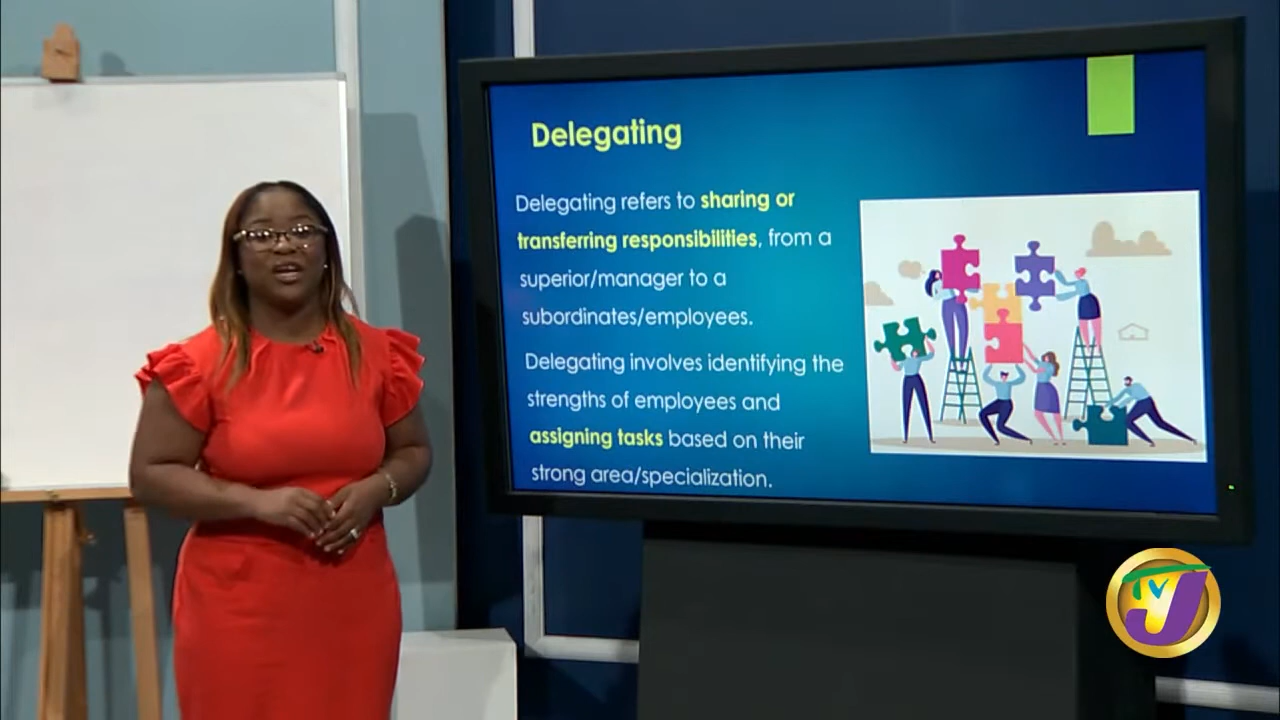 Delegating
Delegating refers to sharing or
transferring responsibilities, from a
superior/manager to a
subordinates/employees.
Delegating involves identifying the
strengths of employees and
assigning tasks based on their
strong area/specialization.
TVJ